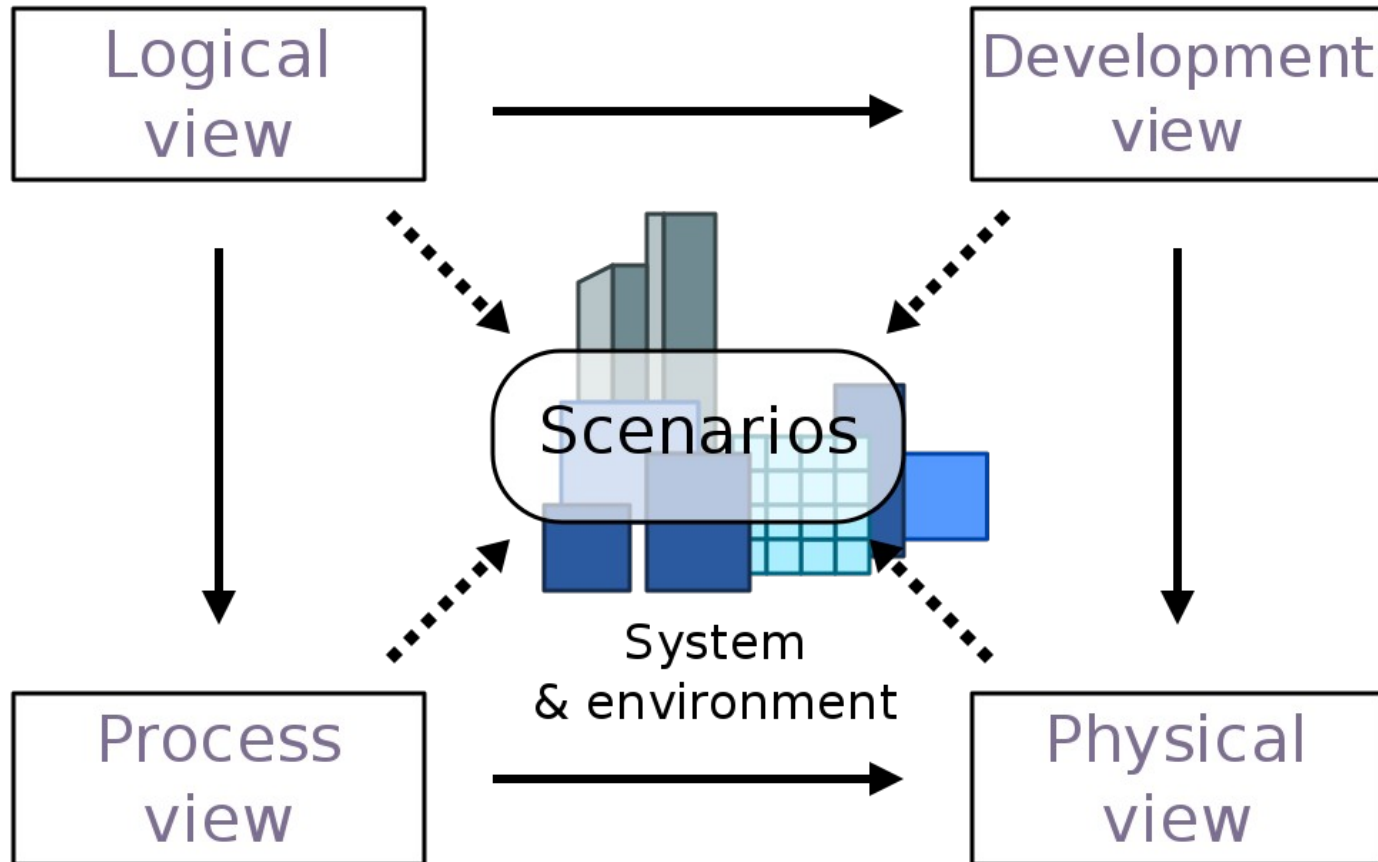 Logical
view
Development
view
Scenarios
System
& environment
Process
view
Physical
view